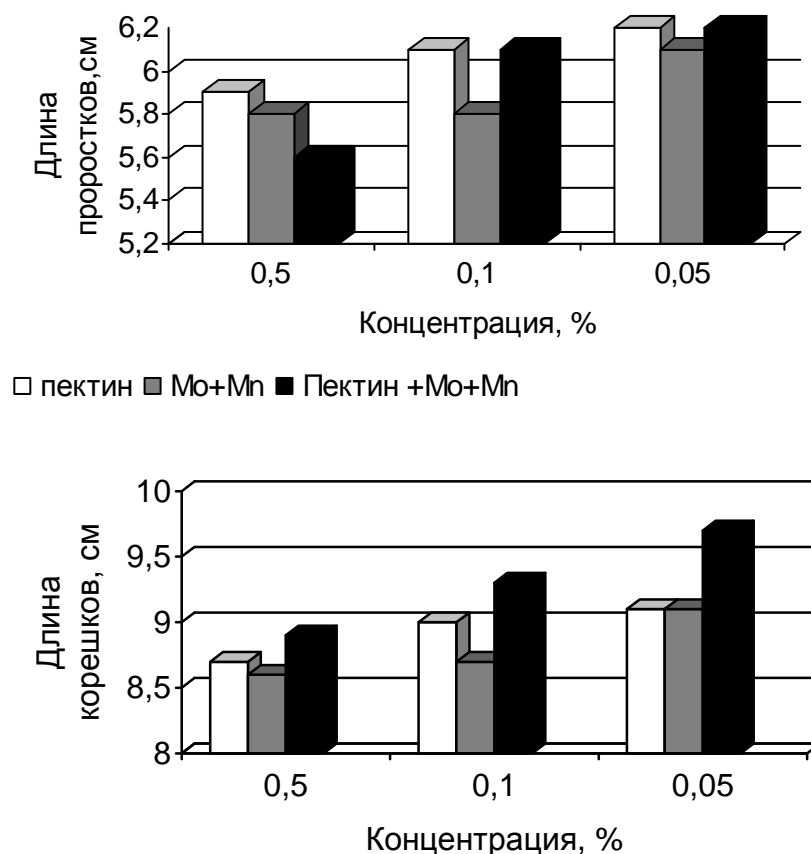 Длина
проростков,см
6,2
6
5,8
5,6
5,4
5,2
0,5 0,1 0,05
Концентрация, %
пектин Mo+Mn Пектин +Mo+Mn
Длина
корешков, см
10
9,5
9
8,5
8
0,5 0,1 0,05
Концентрация, %